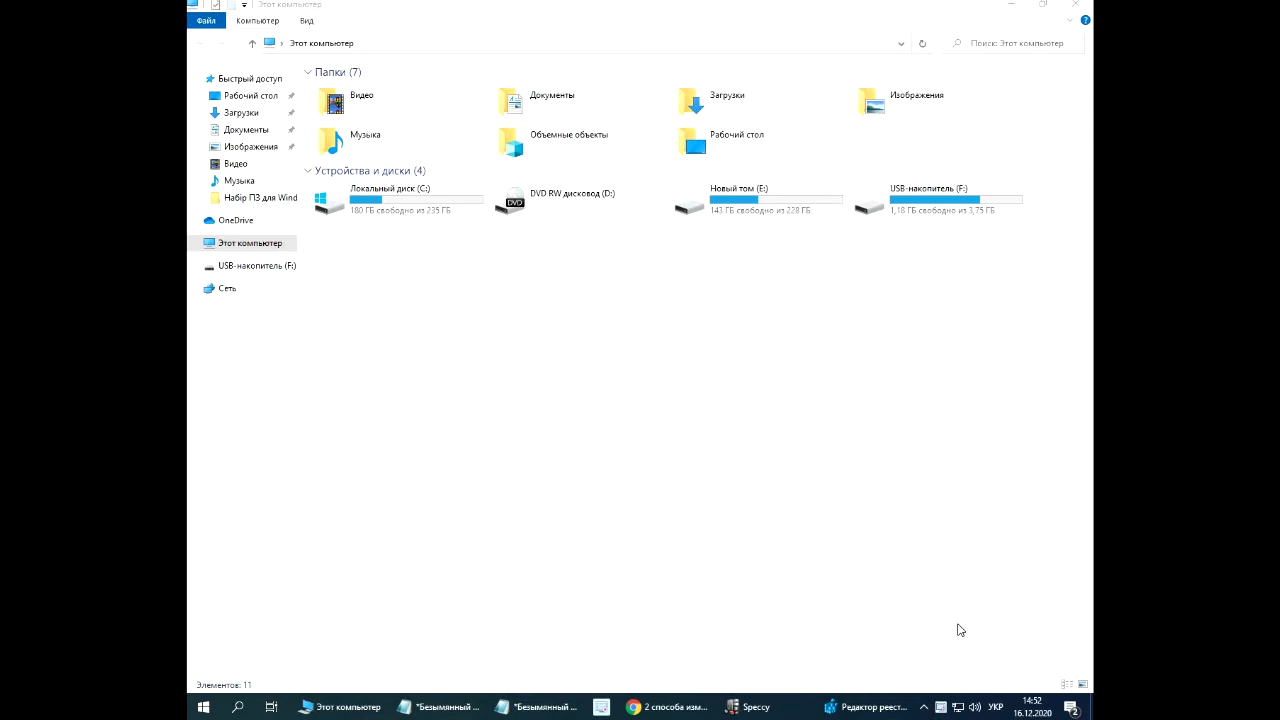 Этот компьютер
Файл
Компьютер
Вид
Этот компьютер
Поиск: Этот компьютер
Быстрый доступ
Рабочий стол
Загрузки
Документы
Изображения
Видео
Музыка
Набір ПЗ для Wind
OneDrive
Этот компьютер
USB-накопитель (F:)
Сеть
Папки (7)
Видео
Документы
Загрузки
Изображения
Музыка
Объемные объекты
Рабочий стол
Устройства и диски (4)
Локальный диск (C:)
180 ГБ свободно из 235 ГБ
DVD RW дисковод (D:)
DVD
Новый том (E:)
143 ГБ свободно из 228 ГБ
USB-накопитель (F:)
1,18 ГБ свободно из 3,75 ГБ
Элементов: 11
Этот компьютер
*Безымянный ...
*Безымянный ...
2 способа изм...
Speccy
Редактор реест...
УКР
14:52
16.12.2020
2